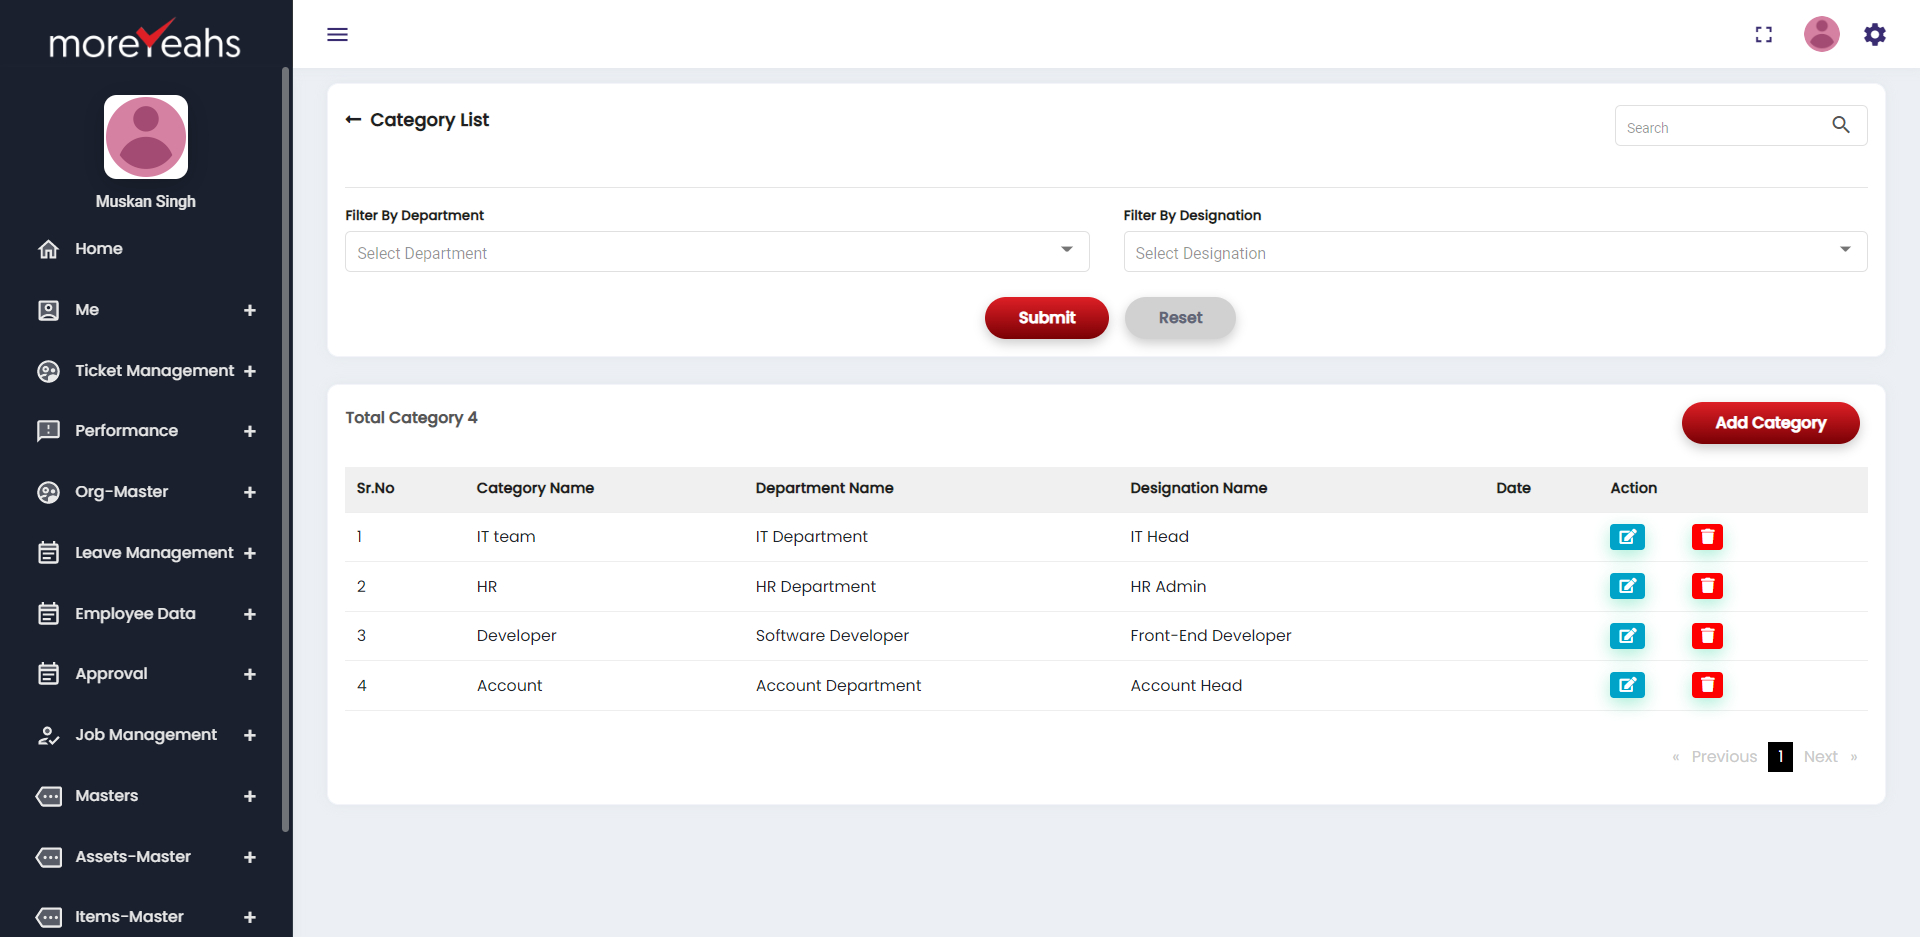 moreYeahs
Muskan Singh
Home
Me +
Ticket Management +
Performance +
Org-Master +
Leave Management +
Employee Data +
Approval +
Job Management +
Masters +
Assets-Master +
Items-Master +
Category List
Search
Filter By Department
Filter By Designation
Select Department
Select Designation
Submit
Reset
Total Category 4
Add Category
Sr.No Category Name Department Name Designation Name Date Action
1 IT team IT Department IT Head
2 HR HR Department HR Admin
3 Developer Software Developer Front-End Developer
4 Account Account Department Account Head
« Previous 1 Next »